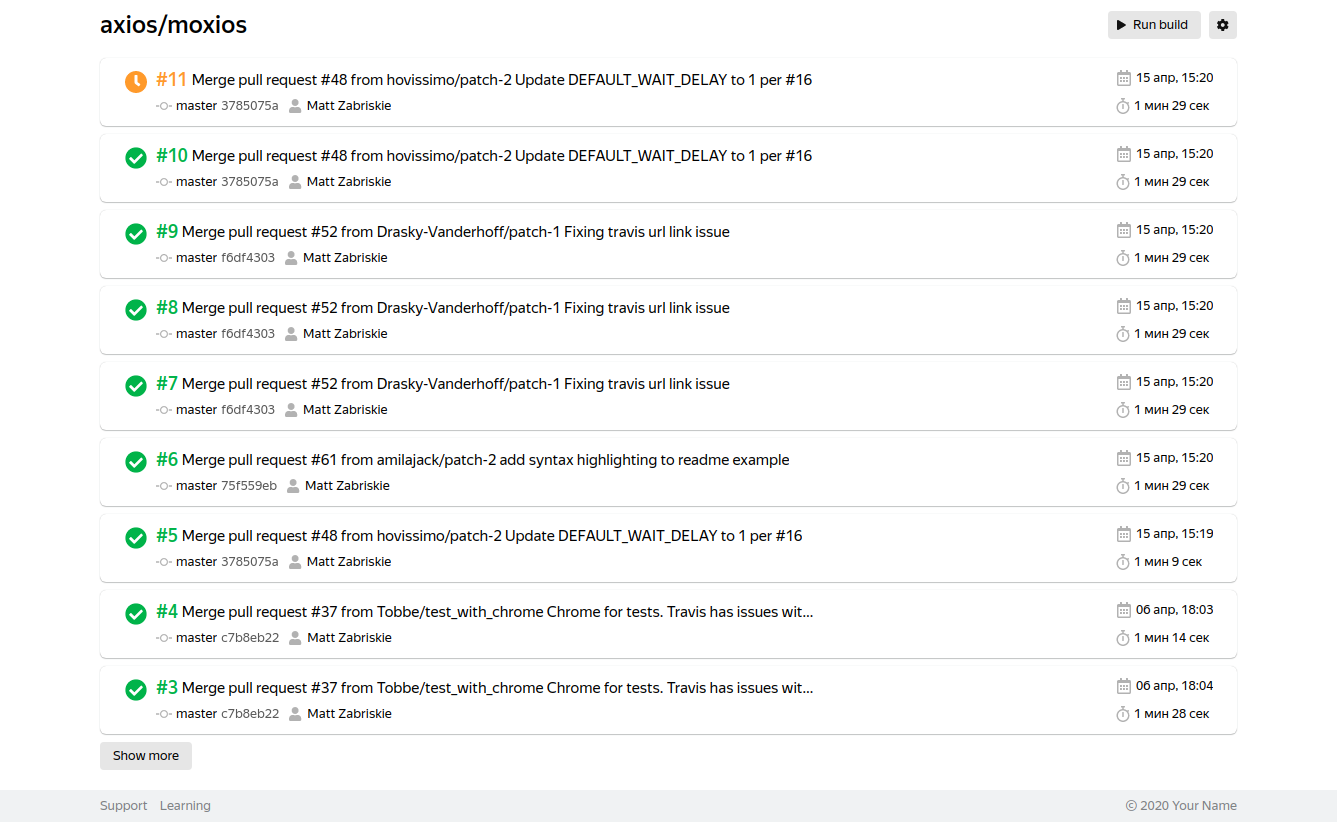 axios/moxios
Run build
#11 Merge pull request #48 from hovissimo/patch-2 Update DEFAULT_WAIT_DELAY to 1 per #16
15 апр, 15:20
master 3785075a Matt Zabriskie
1 мин 29 сек
#10 Merge pull request #48 from hovissimo/patch-2 Update DEFAULT_WAIT_DELAY to 1 per #16
15 апр, 15:20
master 3785075a Matt Zabriskie
1 мин 29 сек
#9 Merge pull request #52 from Drasky-Vanderhoff/patch-1 Fixing travis url link issue
15 апр, 15:20
master f6df4303 Matt Zabriskie
1 мин 29 сек
#8 Merge pull request #52 from Drasky-Vanderhoff/patch-1 Fixing travis url link issue
15 апр, 15:20
master f6df4303 Matt Zabriskie
1 мин 29 сек
#7 Merge pull request #52 from Drasky-Vanderhoff/patch-1 Fixing travis url link issue
15 апр, 15:20
master f6df4303 Matt Zabriskie
1 мин 29 сек
#6 Merge pull request #61 from amilajack/patch-2 add syntax highlighting to readme example
15 апр, 15:20
master 75f559eb Matt Zabriskie
1 мин 29 сек
#5 Merge pull request #48 from hovissimo/patch-2 Update DEFAULT_WAIT_DELAY to 1 per #16
15 апр, 15:19
master 3785075a Matt Zabriskie
1 мин 9 сек
#4 Merge pull request #37 from Tobbe/test_with_chrome Chrome for tests. Travis has issues wit...
06 апр, 18:03
master c7b8eb22 Matt Zabriskie
1 мин 14 сек
#3 Merge pull request #37 from Tobbe/test_with_chrome Chrome for tests. Travis has issues wit...
06 апр, 18:04
master c7b8eb22 Matt Zabriskie
1 мин 28 сек
Show more
Support Learning
© 2020 Your Name